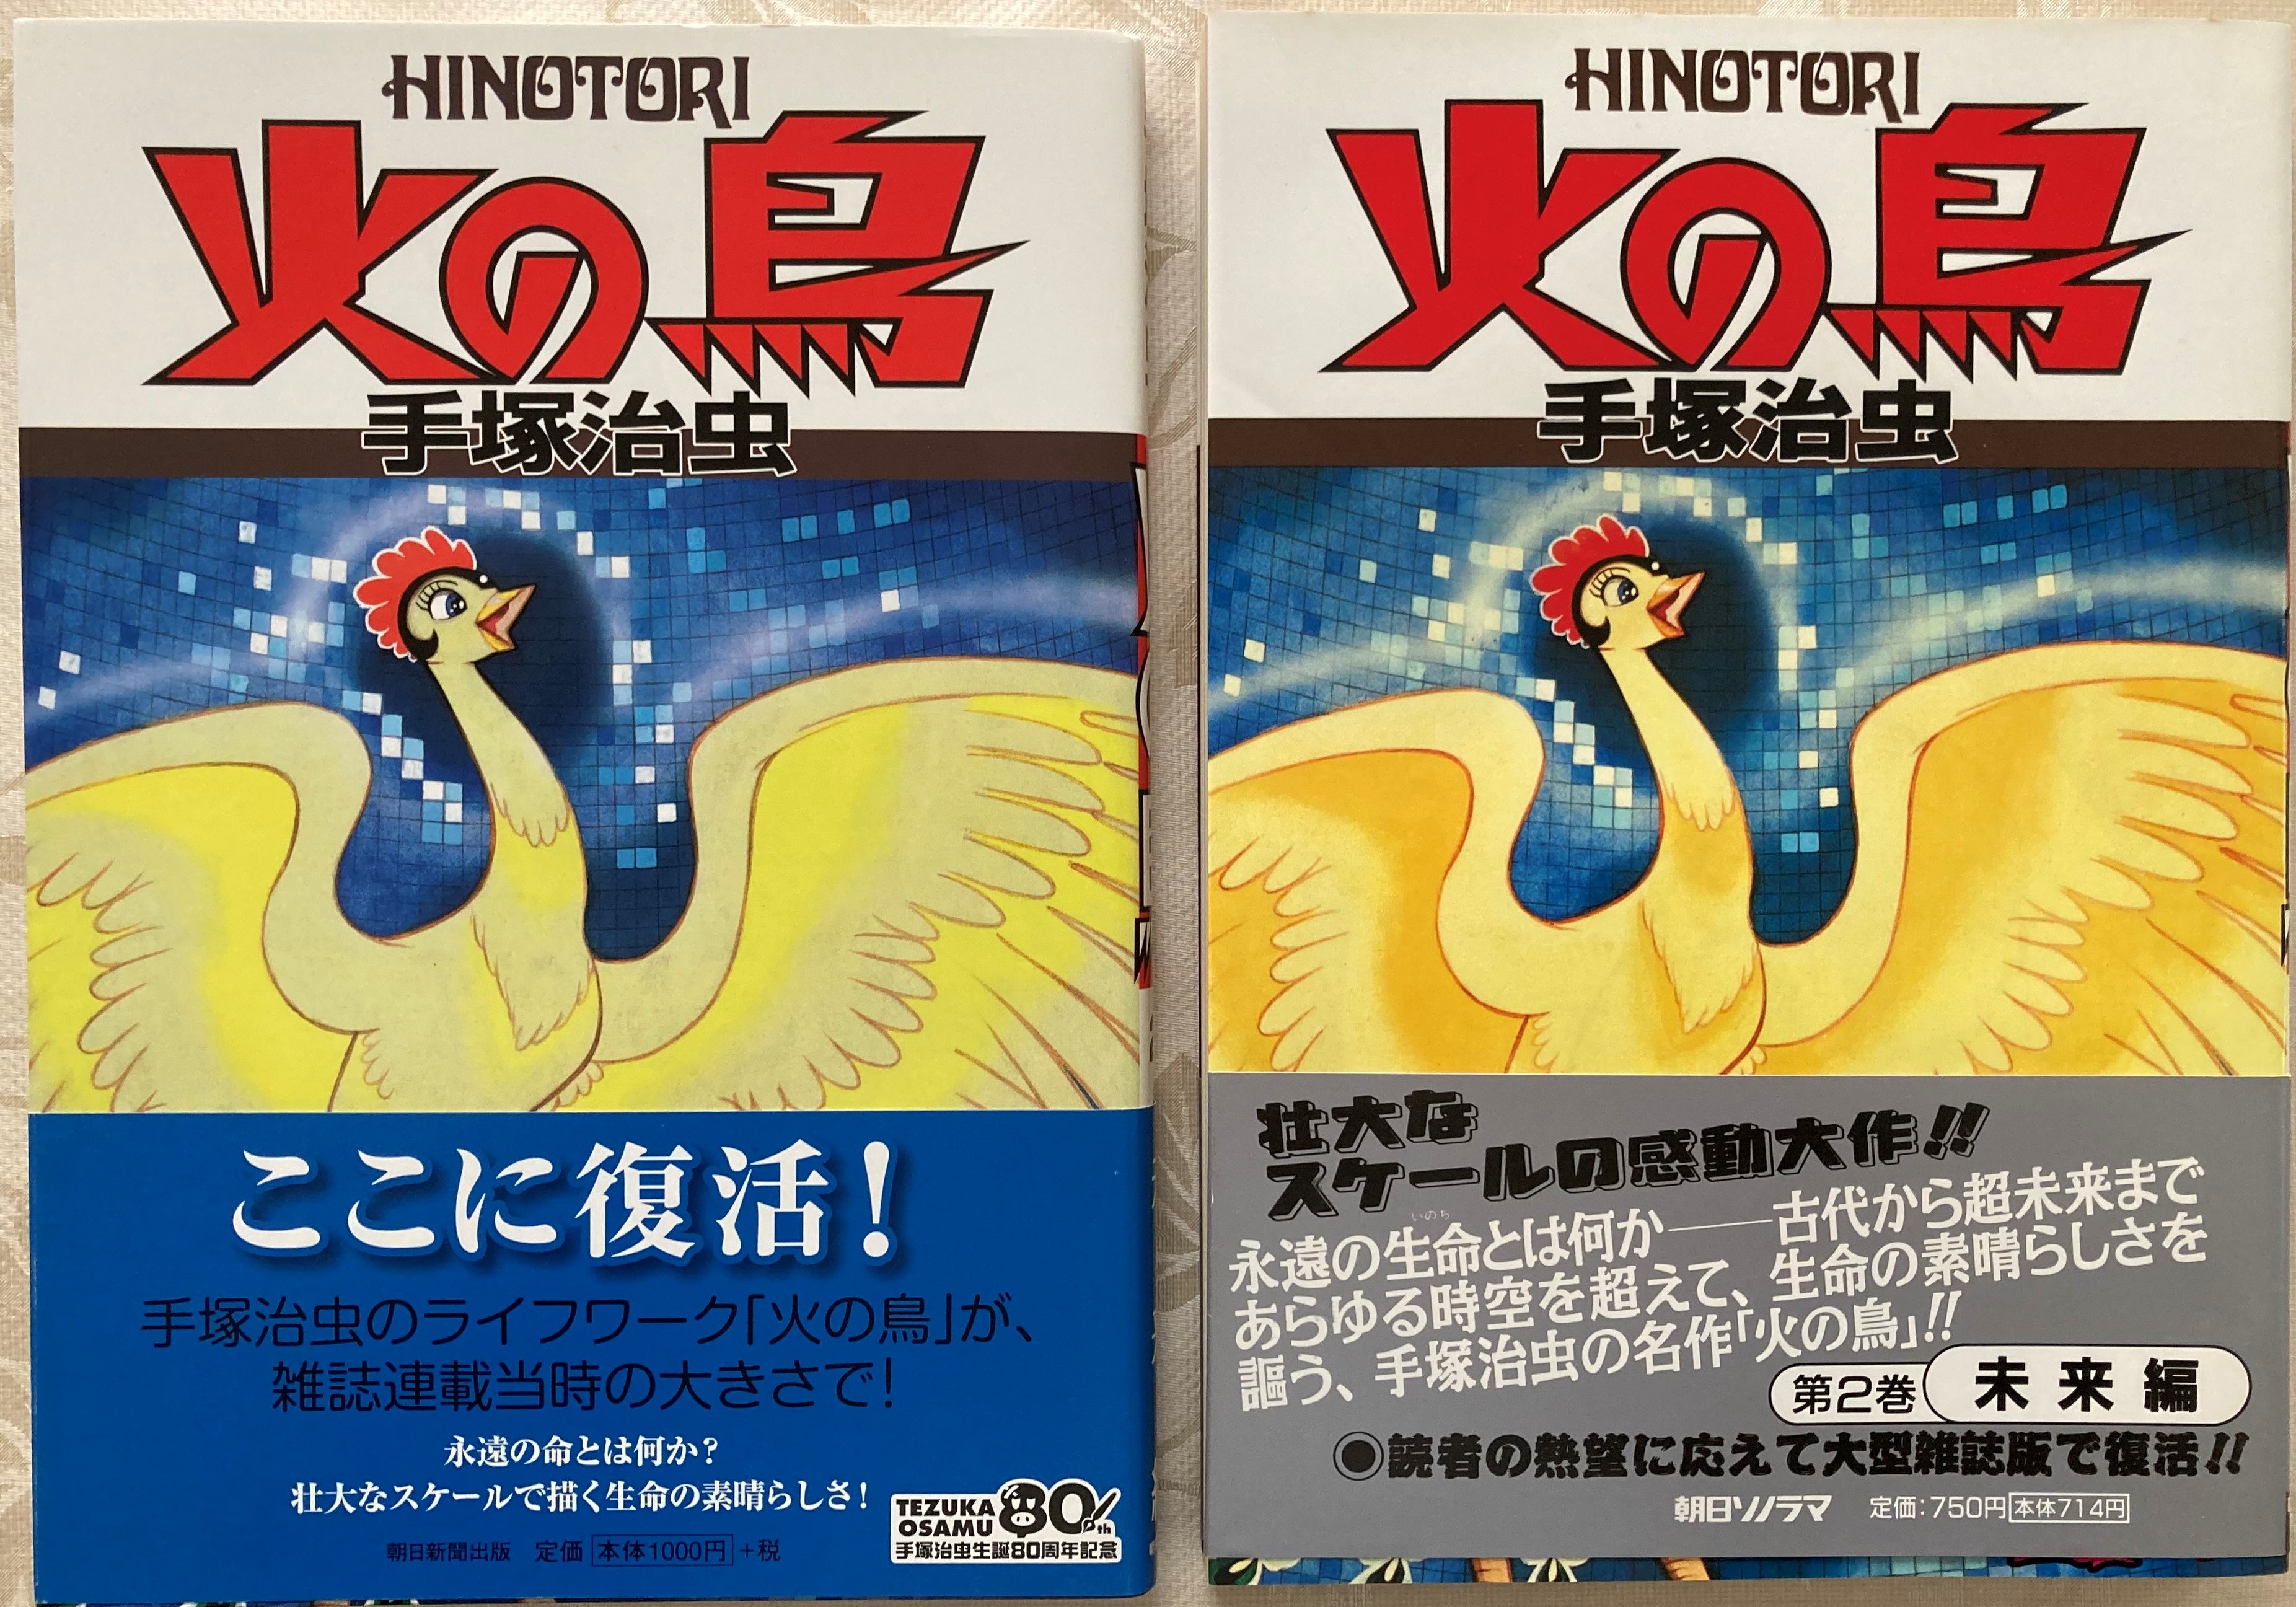 HINOTORI
火の鳥
手塚治虫
ここに復活!
手塚治虫のライフワーク「火の鳥」が、
雑誌連載当時の大きさで!
永遠の命とは何か?
壮大なスケールで描く生命の素晴らしさ!
朝日新聞出版 定価 本体1000円+税
TEZUKA
OSAMU 80th
手塚治虫生誕80周年記念
HINOTORI
火の鳥
手塚治虫
壮大な
スケールの感動大作!!
いのち
永遠の生命とは何か――古代から超未来まで
あらゆる時空を超えて、生命の素晴らしさを
謳う、手塚治虫の名作「火の鳥」!!
第2巻 未来編
●読者の熱望に応えて大型雑誌版で復活!!
朝日ソノラマ 定価:750円 本体714円